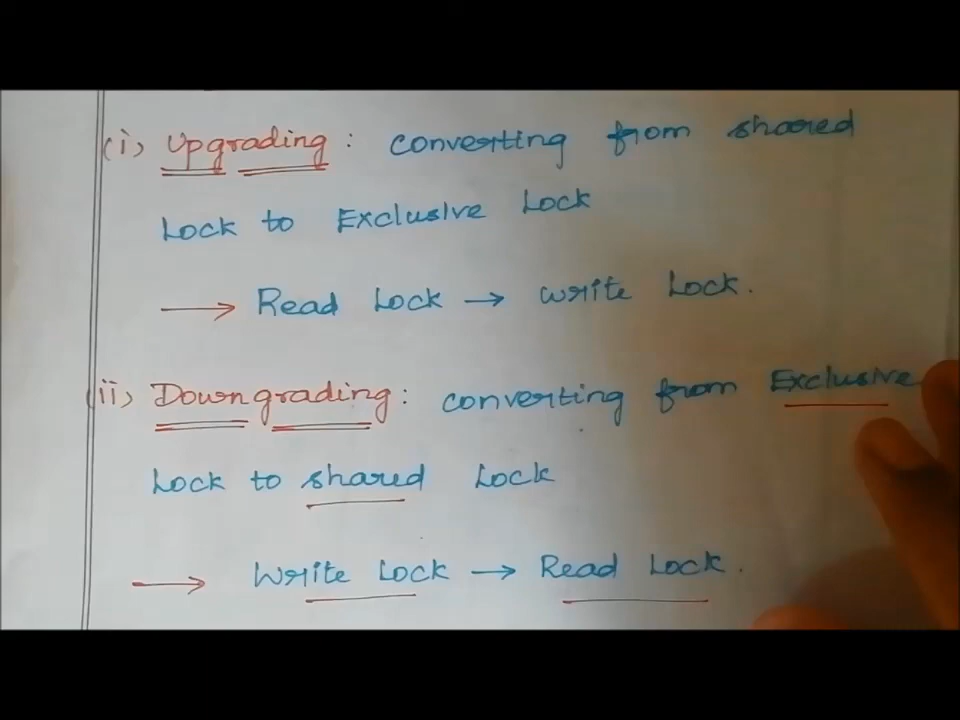 (i) Upgrading: converting from shared
Lock to Exclusive Lock
→ Read Lock → write Lock.
ii) Downgrading: converting from Exclusive
Lock to shared Lock
→ Write Lock → Read Lock.